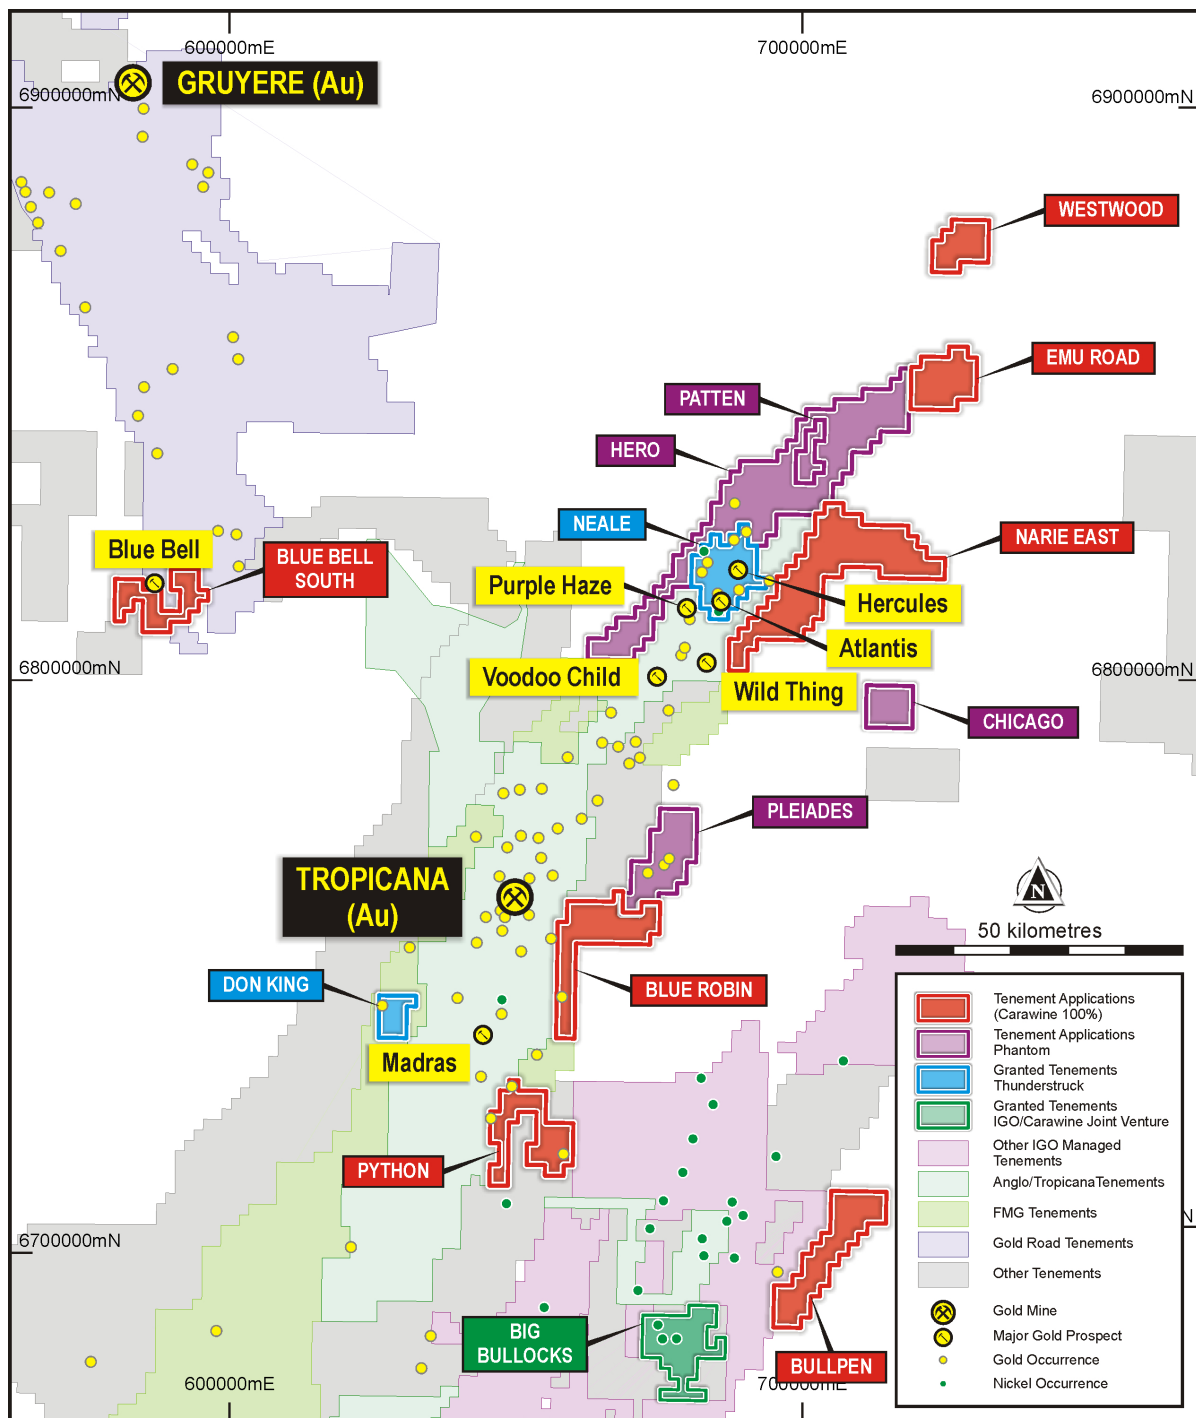 600000mE
700000mE
GRUYERE (Au)
6900000mN
6900000mN
WESTWOOD
EMU ROAD
PATTEN
HERO
NEALE
NARIE EAST
Blue Bell
BLUE BELL
SOUTH
Purple Haze
Hercules
Atlantis
6800000mN
6800000mN
Voodoo Child
Wild Thing
CHICAGO
PLEIADES
TROPICANA
(Au)
N
50 kilometres
DON KING
BLUE ROBIN
Madras
PYTHON
6700000mN
N
BIG
BULLOCKS
BULLPEN
600000mE
700000mE
Tenement Applications
(Carawine 100%)
Tenement Applications
Phantom
Granted Tenements
Thunderstruck
Granted Tenements
IGO/Carawine Joint Venture
Other IGO Managed
Tenements
Anglo/TropicanaTenements
FMG Tenements
Gold Road Tenements
Other Tenements
Gold Mine
Major Gold Prospect
Gold Occurrence
Nickel Occurrence